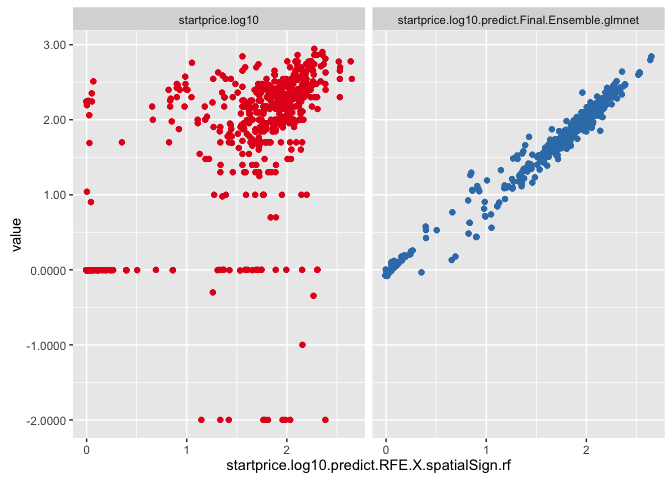 startprice.log10 startprice.log10.predict.Final.Ensemble.glmnet
3.00
2.00
1.00
0.0000
-1.0000
-2.0000
value
0 1 2 0 1 2
startprice.log10.predict.RFE.X.spatialSign.rf